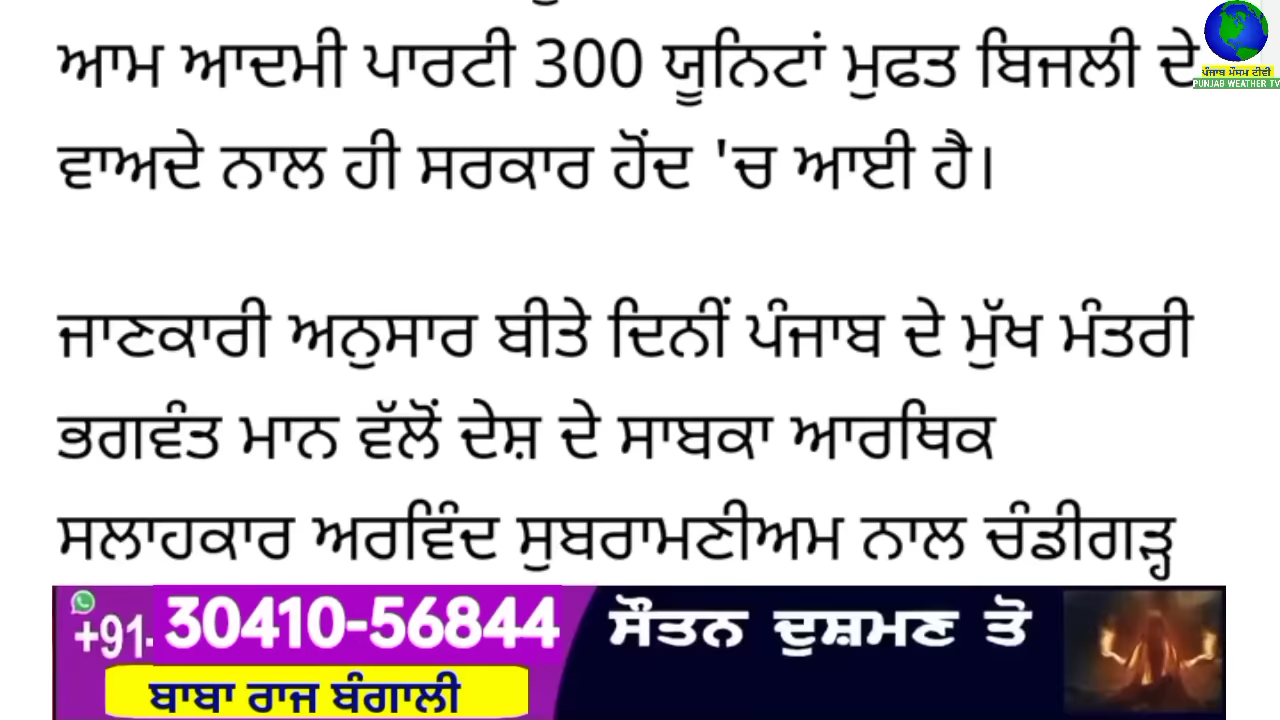 ਆਮ ਆਦਮੀ ਪਾਰਟੀ 300 ਯੂਨਿਟਾਂ ਮੁਫਤ ਬਿਜਲੀ ਦੇ
ਵਾਅਦੇ ਨਾਲ ਹੀ ਸਰਕਾਰ ਹੋਂਦ 'ਚ ਆਈ ਹੈ।
ਜਾਣਕਾਰੀ ਅਨੁਸਾਰ ਬੀਤੇ ਦਿਨੀਂ ਪੰਜਾਬ ਦੇ ਮੁੱਖ ਮੰਤਰੀ
ਭਗਵੰਤ ਮਾਨ ਵੱਲੋਂ ਦੇਸ਼ ਦੇ ਸਾਬਕਾ ਆਰਥਿਕ
ਸਲਾਹਕਾਰ ਅਰਵਿੰਦ ਸੁਬਰਾਮਣੀਅਮ ਨਾਲ ਚੰਡੀਗੜ੍ਹ
ਪੰਜਾਬ ਮੌਸਮ ਟੀਵੀ
PUNJAB WEATHER TV
+91. 30410-56844
ਬਾਬਾ ਰਾਜ ਬੰਗਾਲੀ
ਸੌਤਨ ਦੁਸ਼ਮਣ ਤੋ